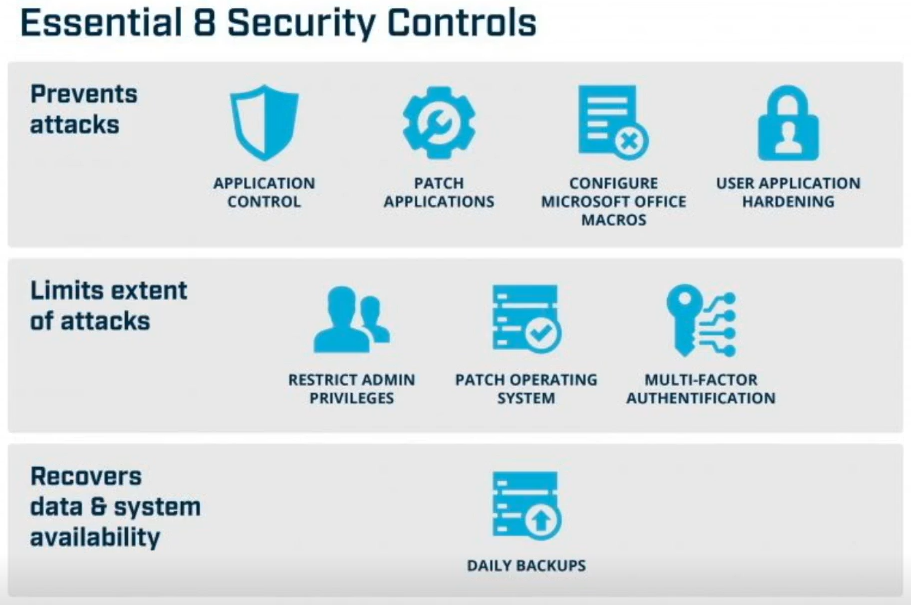 Essential 8 Security Controls
Prevents
attacks
APPLICATION
CONTROL
PATCH
APPLICATIONS
CONFIGURE
MICROSOFT OFFICE
MACROS
USER APPLICATION
HARDENING
Limits extent
of attacks
RESTRICT ADMIN
PRIVILEGES
PATCH OPERATING
SYSTEM
MULTI-FACTOR
AUTHENTIFICATION
Recovers
data & system
availability
DAILY BACKUPS